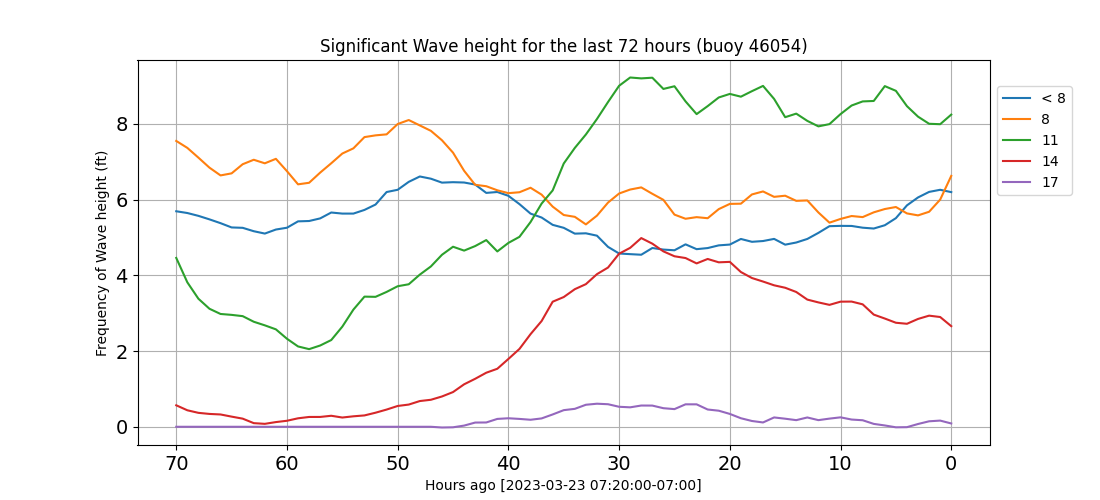 Significant Wave height for the last 72 hours (buoy 46054)
Frequency of Wave height (ft)
8
6
4
2
0
70 60 50 40 30 20 10 0
Hours ago [2023-03-23 07:20:00-07:00]
< 8
8
11
14
17